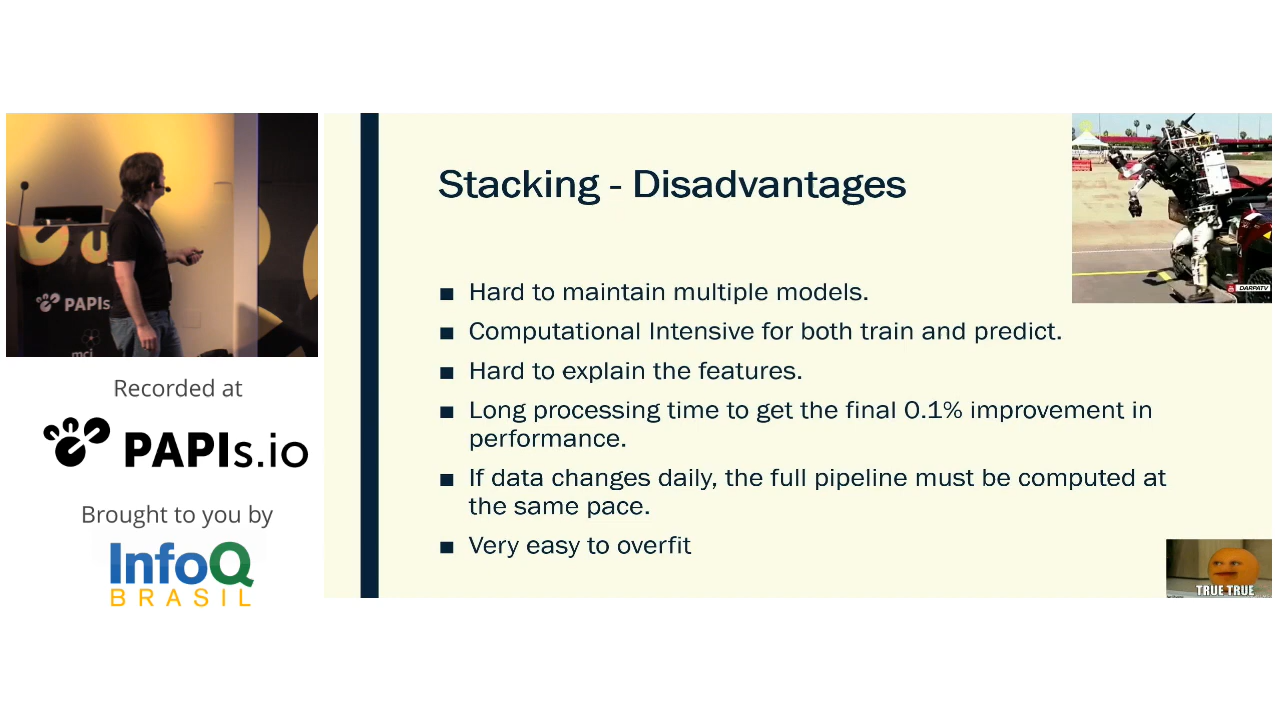 Stacking - Disadvantages
■ Hard to maintain multiple models.
■ Computational Intensive for both train and predict.
■ Hard to explain the features.
■ Long processing time to get the final 0.1% improvement in
performance.
■ If data changes daily, the full pipeline must be computed at
the same pace.
■ Very easy to overfit
DARPATV
TRUE TRUE
PAPIs
mci
Recorded at
PAPIs.io
Brought to you by
InfoQ
BRASIL